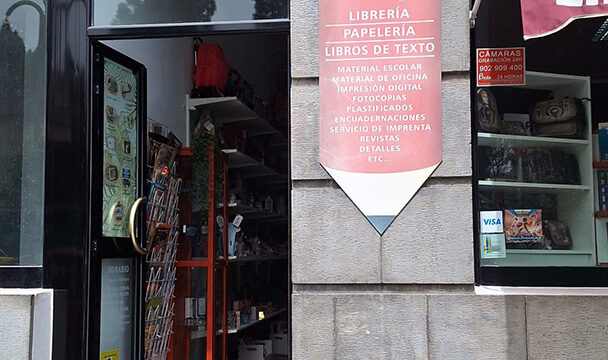 LIBRERÍA
PAPELERÍA
LIBROS DE TEXTO
MATERIAL ESCOLAR
MATERIAL DE OFICINA
IMPRESIÓN DIGITAL
FOTOCOPIAS
PLASTIFICADOS
ENCUADERNACIONES
SERVICIO DE IMPRENTA
REVISTAS
DETALLES
ETC...
CÁMARAS
GRABACIÓN 24H
902 909 400
24 HORAS
VISA
HORARIO